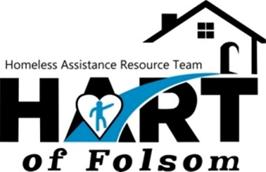 Homeless Assistance Resource Team
HART
of Folsom